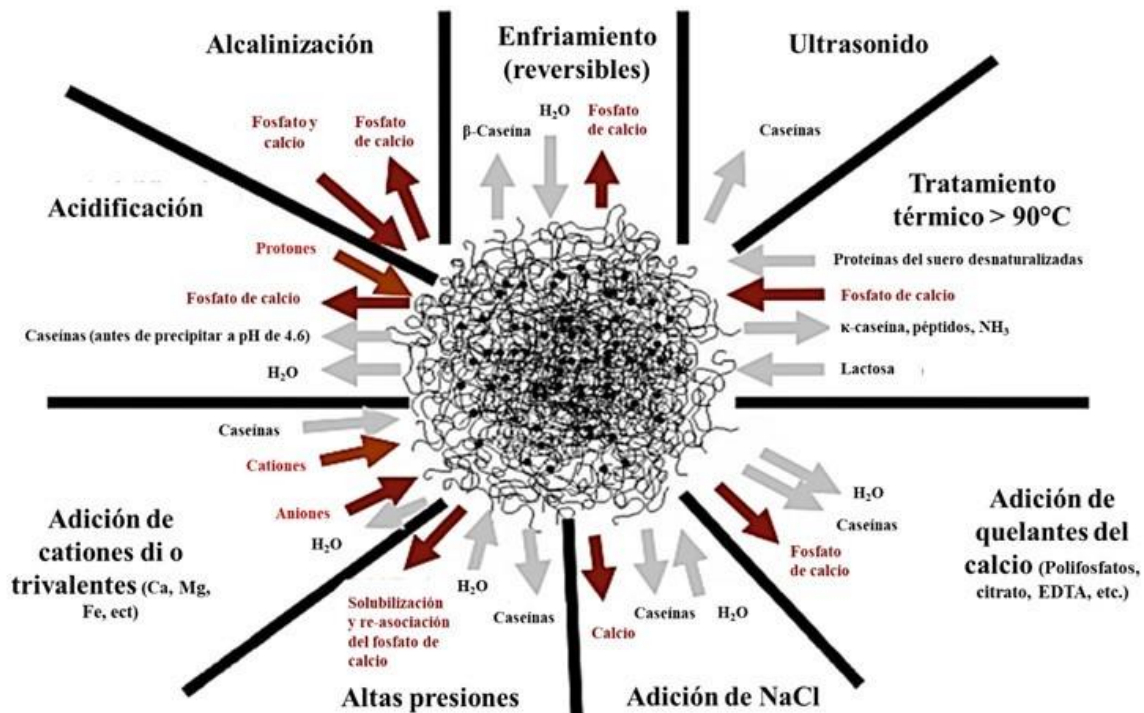 Alcalinización
Enfriamiento
(reversibles)
Ultrasonido
Fosfato y
calcio
Fosfato
de calcio
β-Caseína
H₂O
Fosfato
de calcio
Caseínas
Acidificación
Protones
Fosfato de calcio
Caseínas (antes de precipitar a pH de 4.6)
H₂O
Tratamiento
térmico > 90°C
Proteínas del suero desnaturalizadas
Fosfato de calcio
κ-caseína, péptidos, NH₃
Lactosa
Caseínas
Cationes
Aniones
H₂O
Adición de
cationes di o
trivalentes (Ca, Mg,
Fe, ect)
Solubilización
y re-asociación
del fosfato de
calcio
H₂O
Caseínas
Altas presiones
Calcio
Caseínas
H₂O
Adición de NaCl
H₂O
Caseínas
Fosfato
de calcio
Adición de
quelantes del
calcio (Polifosfatos,
citrato, EDTA, etc.)